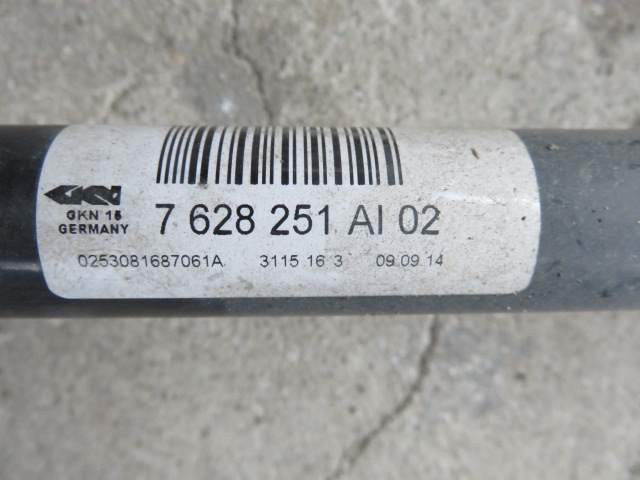 GKN
GKN 15
GERMANY
7 628 251 AI 02
0253081687061A 3115 16 3 09.09.14